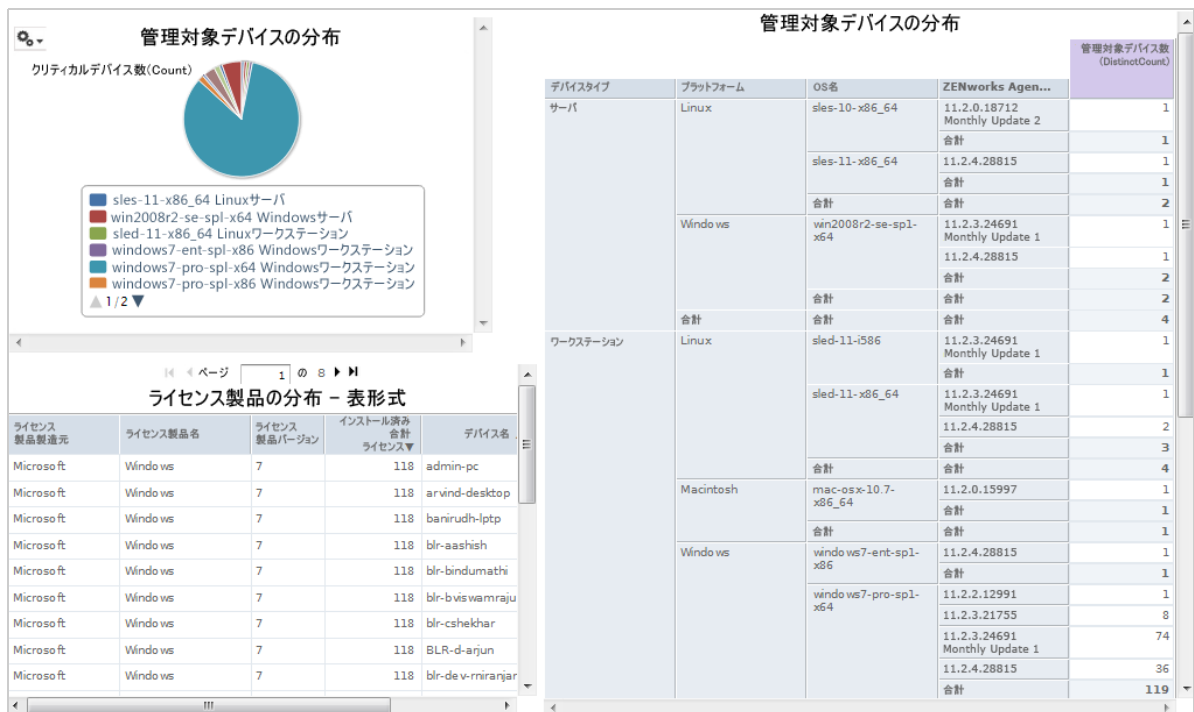 管理対象デバイスの分布
クリティカルデバイス数(Count)
sles-11-x86_64 Linuxサーバ
win2008r2-se-spl-x64 Windowsサーバ
sled-11-x86_64 Linuxワークステーション
windows7-ent-spl-x86 Windowsワークステーション
windows7-pro-spl-x64 Windowsワークステーション
windows7-pro-spl-x86 Windowsワークステーション
1/2
ページ 1 の 8
ライセンス製品の分布 – 表形式
ライセンス 製品製造元 ライセンス製品名 ライセンス 製品バージョン インストール済み 合計 ライセンス▼ デバイス名
Microsoft Windows 7 118 admin-pc
Microsoft Windows 7 118 arvind-desktop
Microsoft Windows 7 118 banirudh-lptp
Microsoft Windows 7 118 blr-aashish
Microsoft Windows 7 118 blr-bindumathi
Microsoft Windows 7 118 blr-bviswamraju
Microsoft Windows 7 118 blr-cshekhar
Microsoft Windows 7 118 BLR-d-arjun
Microsoft Windows 7 118 blr-dev-rniranjar
管理対象デバイスの分布
管理対象デバイス数
(DistinctCount)
デバイスタイプ プラットフォーム OS名 ZENworks Agen...
サーバ Linux sles-10-x86_64 11.2.0.18712 1
Monthly Update 2
合計 1
sles-11-x86_64 11.2.4.28815 1
合計 1
合計 合計 2
Windows win2008r2-se-sp1- 11.2.3.24691 1
x64 Monthly Update 1
11.2.4.28815 1
合計 2
合計 合計 2
合計 合計 合計 4
ワークステーション Linux sled-11-i586 11.2.3.24691 1
Monthly Update 1
合計 1
sled-11-x86_64 11.2.3.24691 1
Monthly Update 1
11.2.4.28815 2
合計 3
合計 合計 4
Macintosh mac-osx-10.7- 11.2.0.15997 1
x86_64 合計 1
合計 合計 1
Windows windows7-ent-sp1- 11.2.4.28815 1
x86 合計 1
windows7-pro-sp1- 11.2.2.12991 1
x64 11.2.3.21755 8
11.2.3.24691 74
Monthly Update 1
11.2.4.28815 36
合計 119